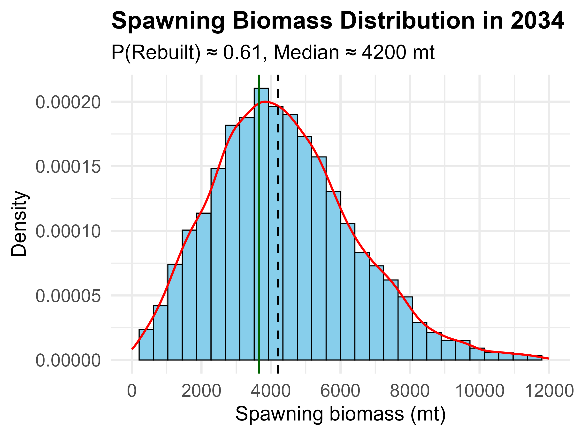 Spawning Biomass Distribution in 2034
P(Rebuilt) ≈ 0.61, Median ≈ 4200 mt
0.00020
0.00015
0.00010
0.00005
0.00000
Density
0 2000 4000 6000 8000 10000 12000
Spawning biomass (mt)